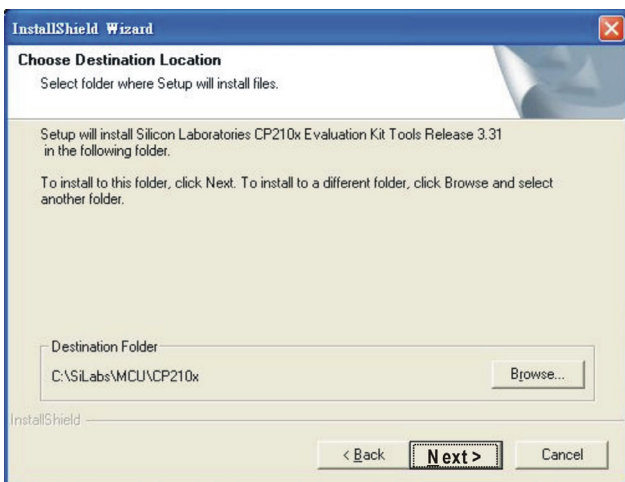 InstallShield Wizard
Choose Destination Location
Select folder where Setup will install files.
Setup will install Silicon Laboratories CP210x Evaluation Kit Tools Release 3.31
in the following folder.
To install to this folder, click Next. To install to a different folder, click Browse and select
another folder.
Destination Folder
C:\SiLabs\MCU\CP210x
Browse...
InstallShield
< Back
Next >
Cancel